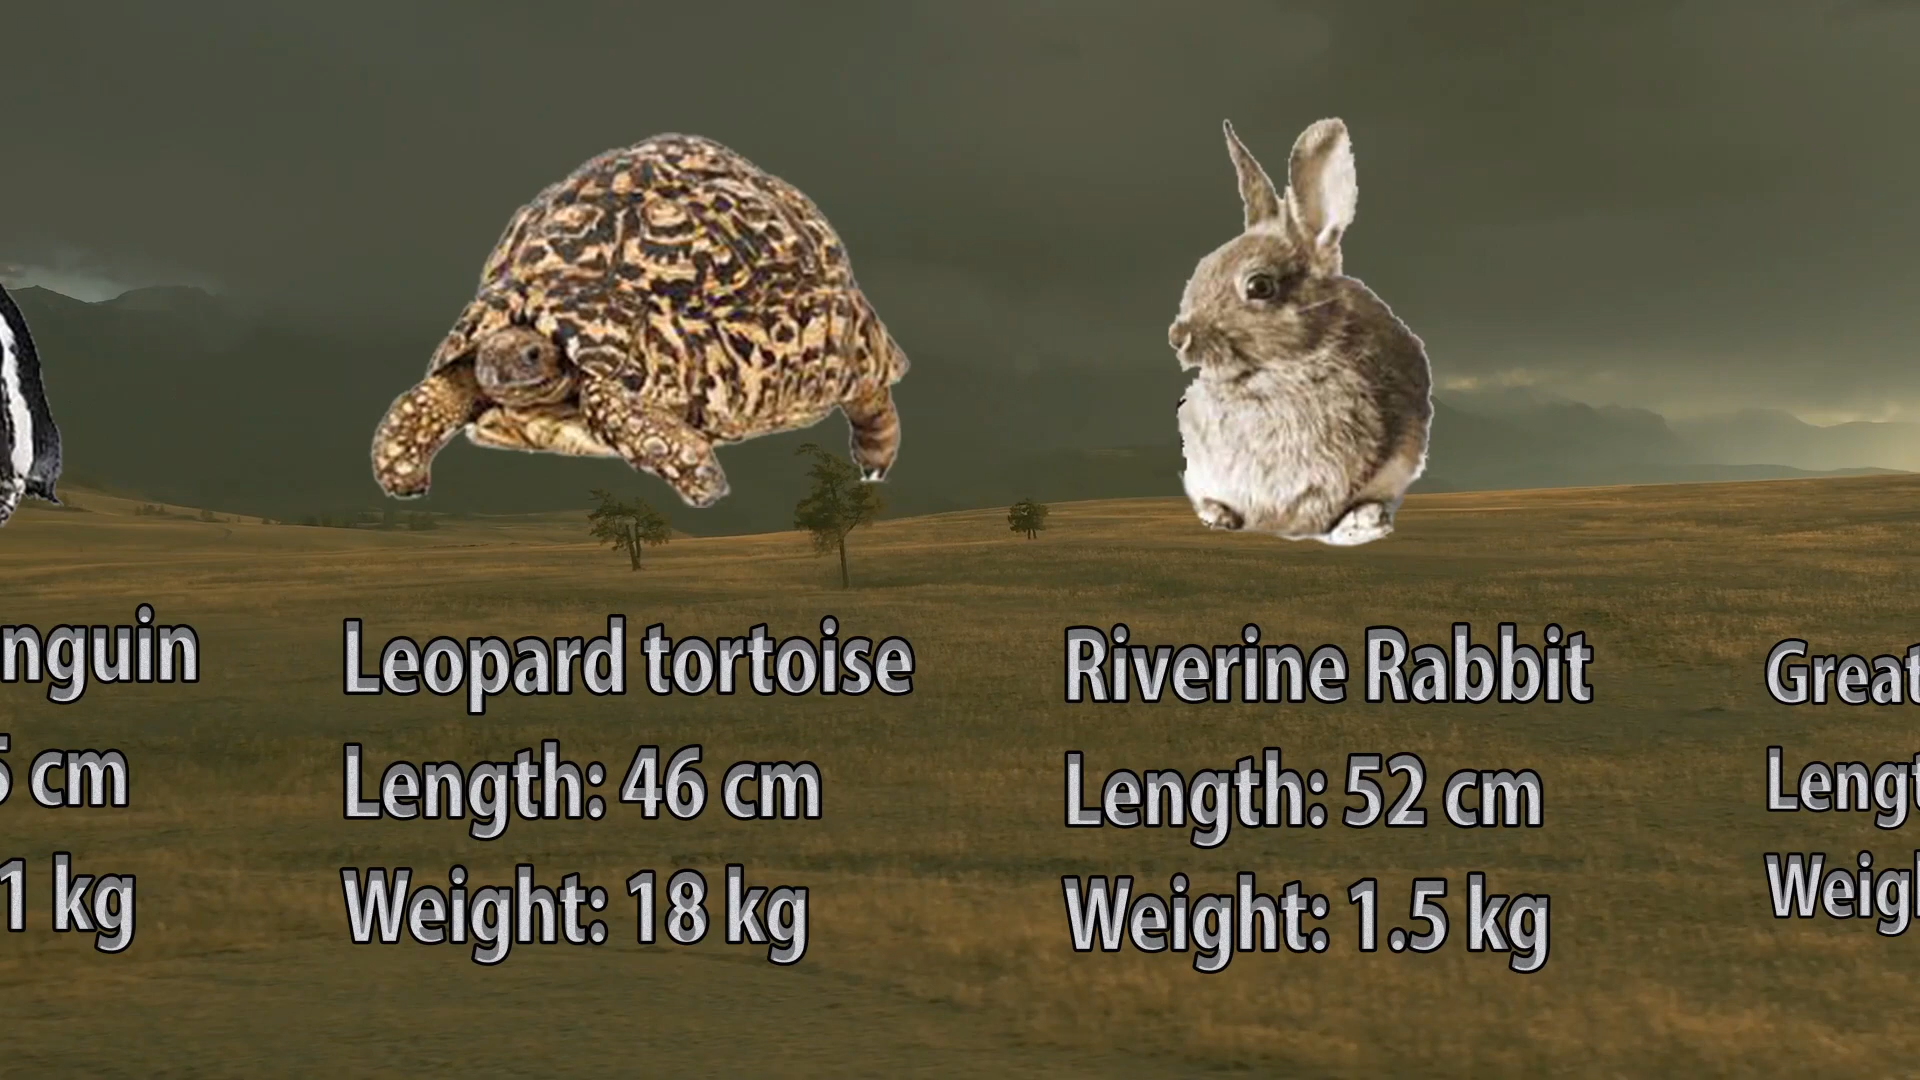 nguin
5 cm
1 kg
Leopard tortoise
Length: 46 cm
Weight: 18 kg
Riverine Rabbit
Length: 52 cm
Weight: 1.5 kg
Great
Lengt
Weigh